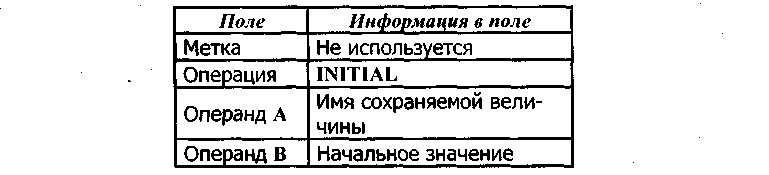 Поле Информация в поле
Метка Не используется
Операция INITIAL
Операнд А Имя сохраняемой вели-
чины
Операнд В Начальное значение